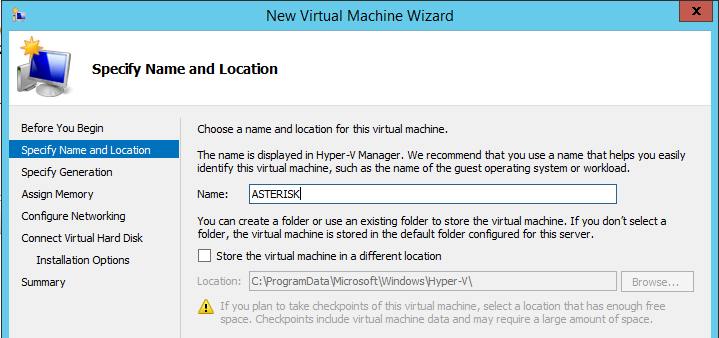 New Virtual Machine Wizard
x
Specify Name and Location
Before You Begin
Specify Name and Location
Specify Generation
Assign Memory
Configure Networking
Connect Virtual Hard Disk
Installation Options
Summary
Choose a name and location for this virtual machine.
The name is displayed in Hyper-V Manager. We recommend that you use a name that helps you easily
identify this virtual machine, such as the name of the guest operating system or workload.
Name: ASTERISK
You can create a folder or use an existing folder to store the virtual machine. If you don't select a
folder, the virtual machine is stored in the default folder configured for this server.
Store the virtual machine in a different location
Location: C:\ProgramData\Microsoft\Windows\Hyper-V\ Browse...
If you plan to take checkpoints of this virtual machine, select a location that has enough free
space. Checkpoints include virtual machine data and may require a large amount of space.